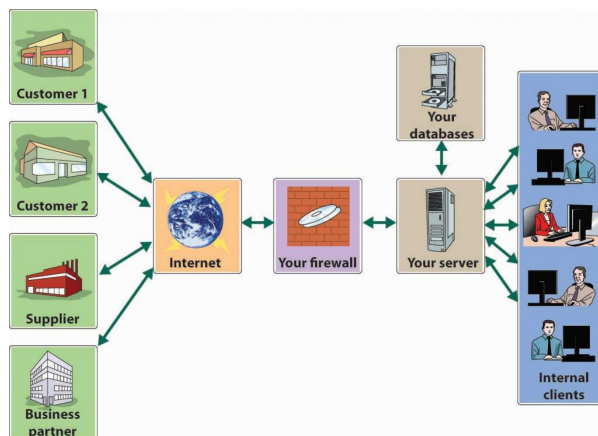 Customer 1
Customer 2
Supplier
Business
partner
Internet
Your firewall
Your
databases
Your server
Internal
clients